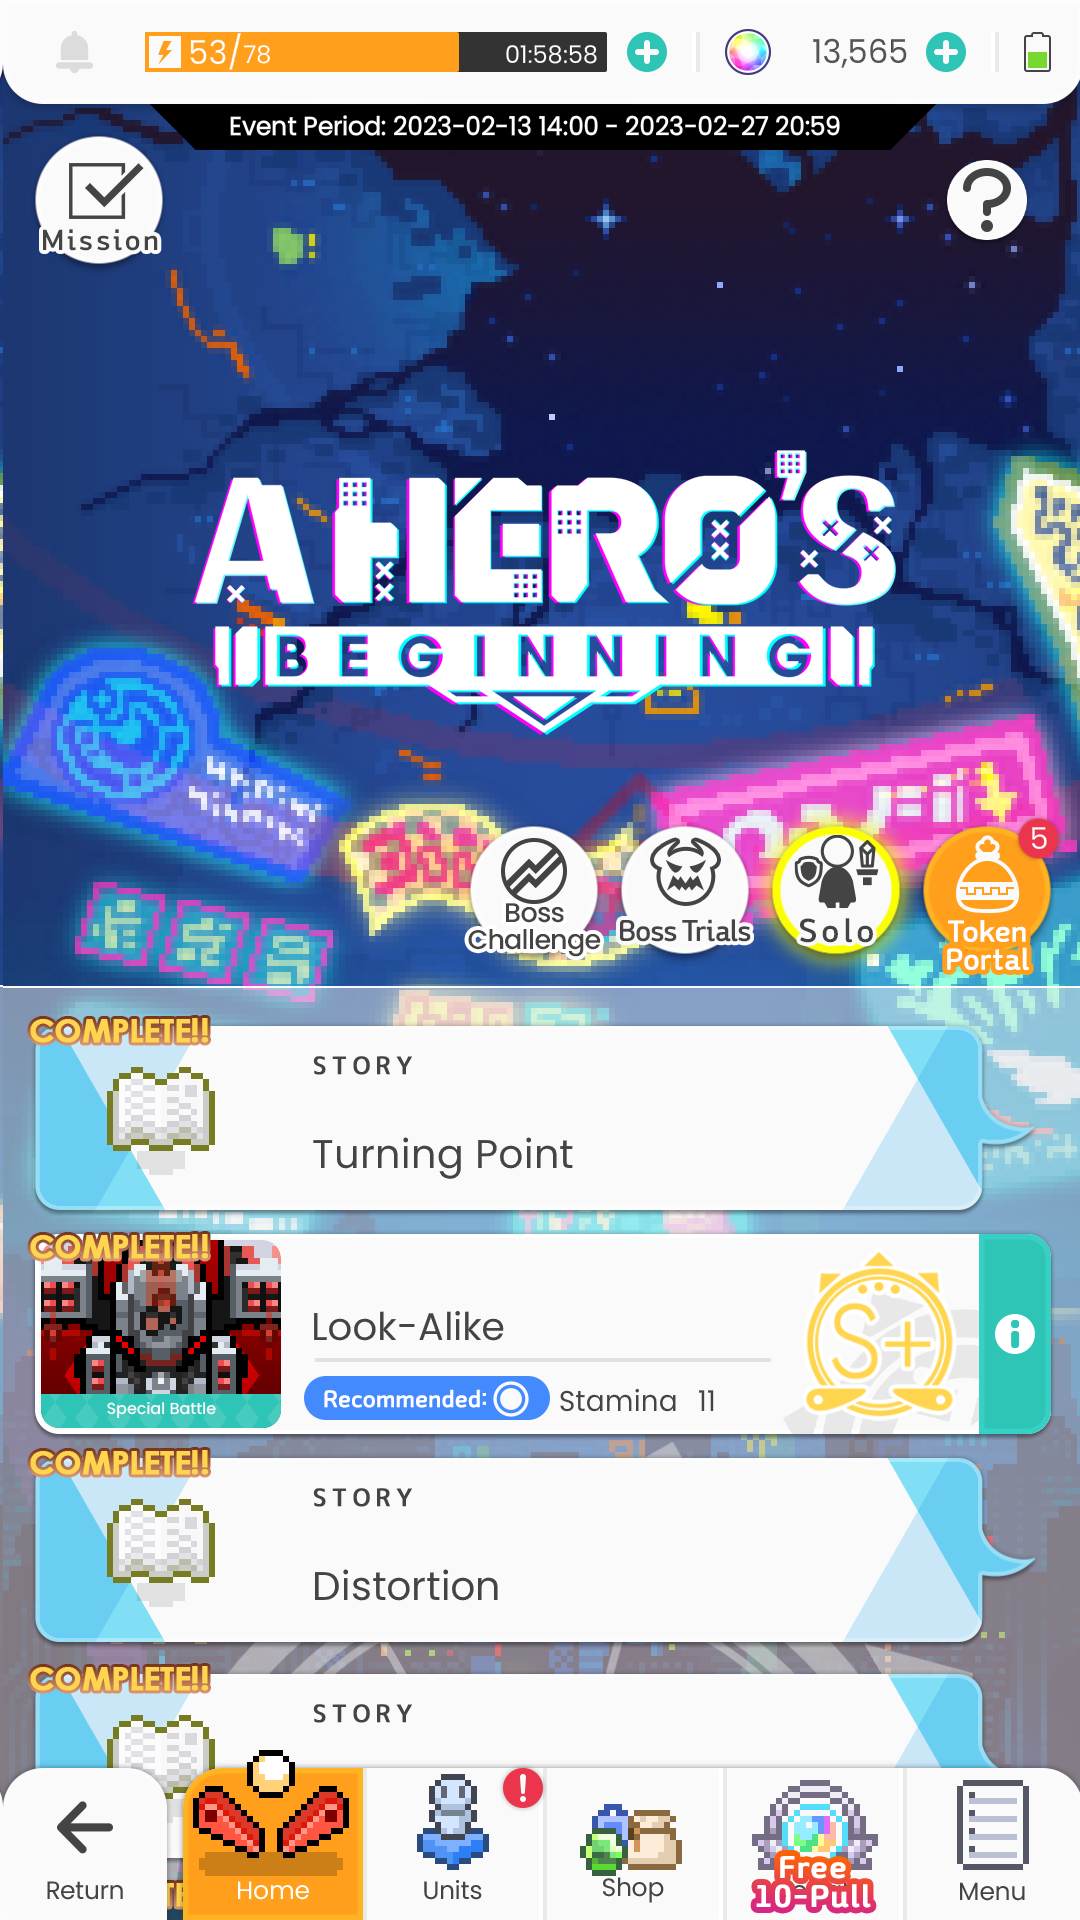 53/78
01:58:58
13,565
Event Period: 2023-02-13 14:00 - 2023-02-27 20:59
Mission
A HERO'S
BEGINNING
Boss
Challenge
Boss Trials
Solo
5
Token
Portal
COMPLETE!!
STORY
Turning Point
COMPLETE!!
Look-Alike
S+
Special Battle
Recommended:
Stamina 11
COMPLETE!!
STORY
Distortion
COMPLETE!!
STORY
Return
Home
Units
Shop
Free
10-Pull
Menu